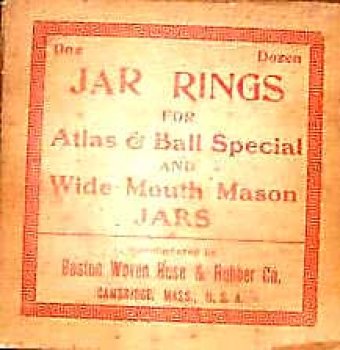 One Dozen
JAR RINGS
FOR
Atlas & Ball Special
AND
Wide Mouth Mason
JARS
Boston Woven Hose & Rubber Co.
CAMBRIDGE, MASS., U.S.A.